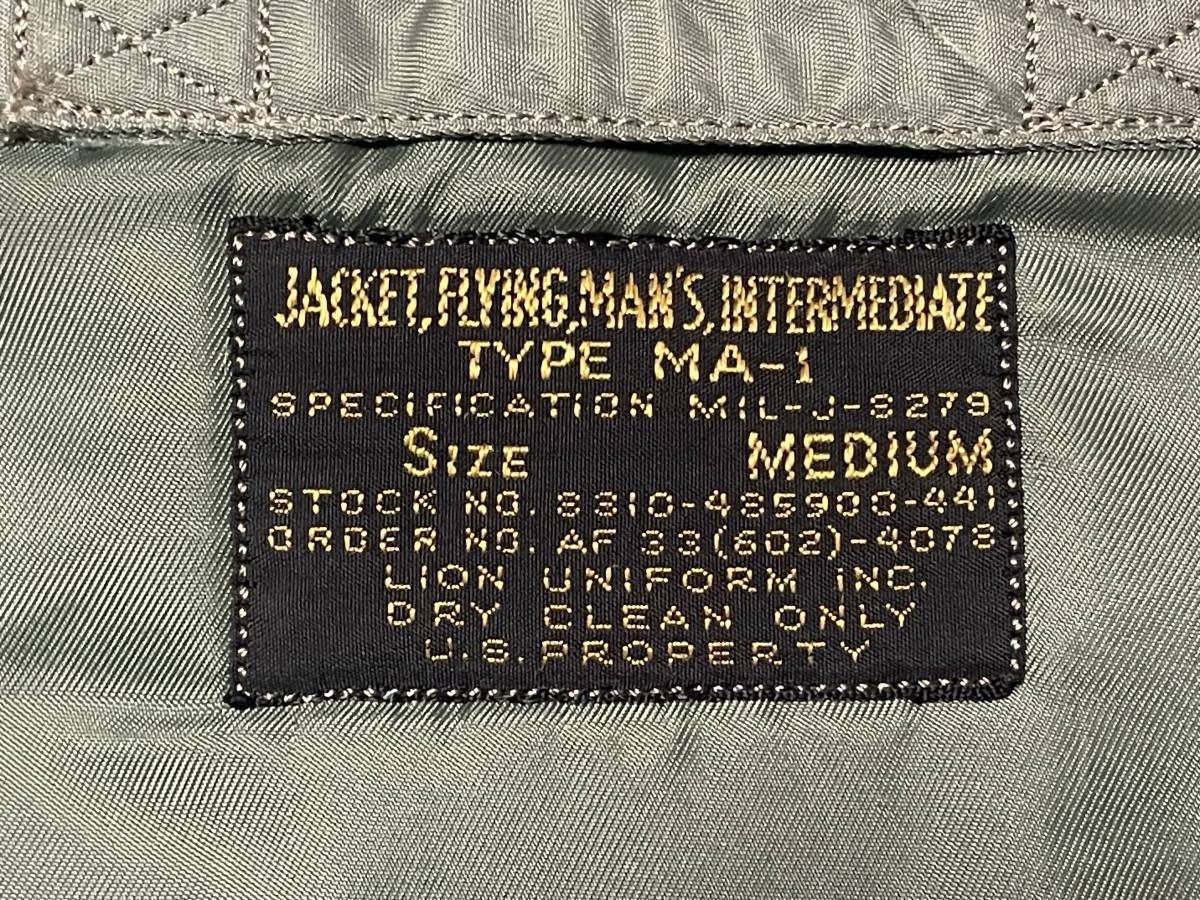 JACKET, FLYING, MAN'S, INTERMEDIATE
TYPE MA-1
SPECIFICATION MIL-J-8279
SIZE MEDIUM
STOCK NO. 8310-485900-441
ORDER NO. AF 33(602)-4078
LION UNIFORM INC.
DRY CLEAN ONLY
U.S. PROPERTY